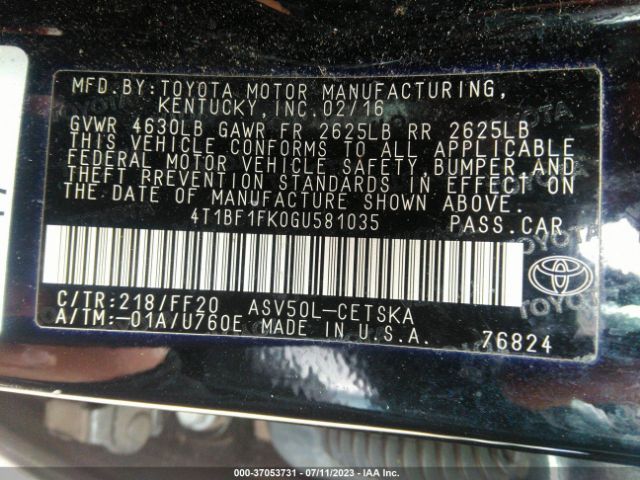 MFD.BY:TOYOTA MOTOR MANUFACTURING,
KENTUCKY,INC.02/16
GVWR 4630LB GAWR FR 2625LB RR 2625LB
THIS VEHICLE CONFORMS TO ALL APPLICABLE
FEDERAL MOTOR VEHICLE SAFETY,BUMPER,AND
THEFT PREVENTION STANDARDS IN EFFECT ON
THE DATE OF MANUFACTURE SHOWN ABOVE.
4T1BF1FK0GU581035 PASS.CAR
TOYOTA
C/TR:218/FF20 ASV50L-CETSKA
A/TM:-01A/U760E MADE IN U.S.A. 76824
100 - 37053731 - 07/11/2023 - IAA Inc.